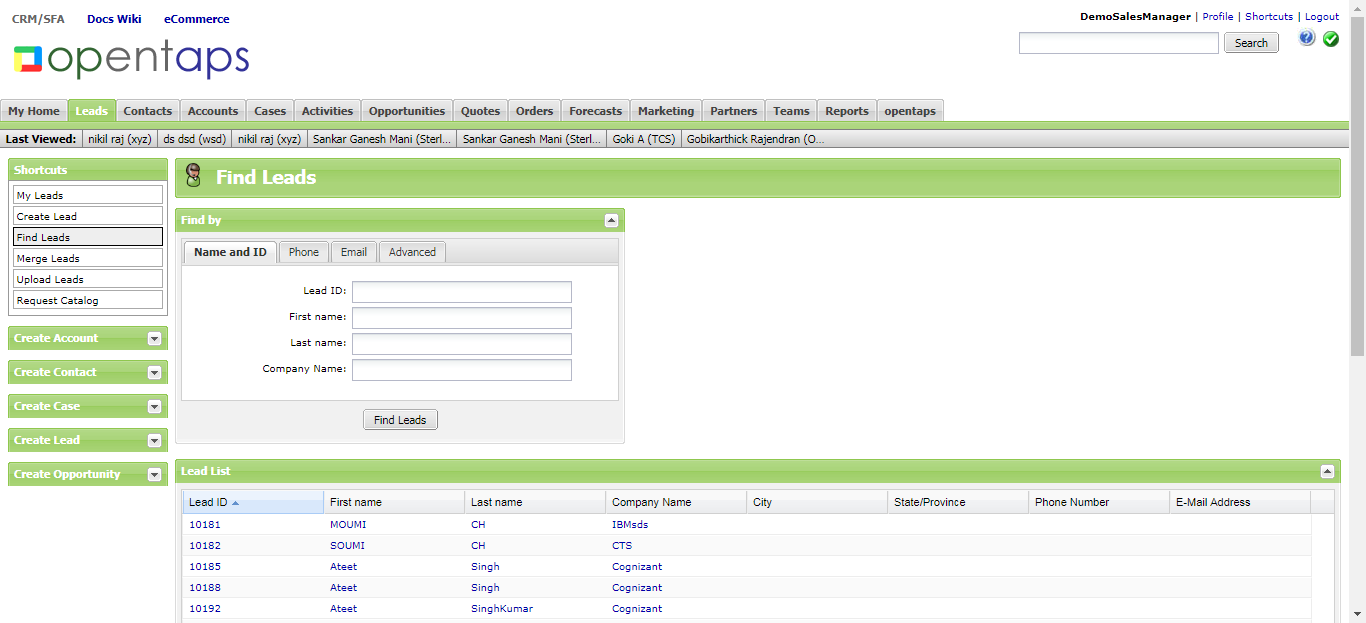 CRM/SFA Docs Wiki eCommerce
DemoSalesManager | Profile | Shortcuts | Logout
opentaps
Search
My Home Leads Contacts Accounts Cases Activities Opportunities Quotes Orders Forecasts Marketing Partners Teams Reports opentaps
Last Viewed: nikil raj (xyz) ds dsd (wsd) nikil raj (xyz) Sankar Ganesh Mani (Sterl... Sankar Ganesh Mani (Sterl... Goki A (TCS) Gobikarthick Rajendran (O...
Shortcuts
My Leads
Create Lead
Find Leads
Merge Leads
Upload Leads
Request Catalog
Create Account
Create Contact
Create Case
Create Lead
Create Opportunity
Find Leads
Find by
Name and ID Phone Email Advanced
Lead ID:
First name:
Last name:
Company Name:
Find Leads
Lead List
Lead ID First name Last name Company Name City State/Province Phone Number E-Mail Address
10181 MOUMI CH IBMsds
10182 SOUMI CH CTS
10185 Ateet Singh Cognizant
10188 Ateet Singh Cognizant
10192 Ateet SinghKumar Cognizant